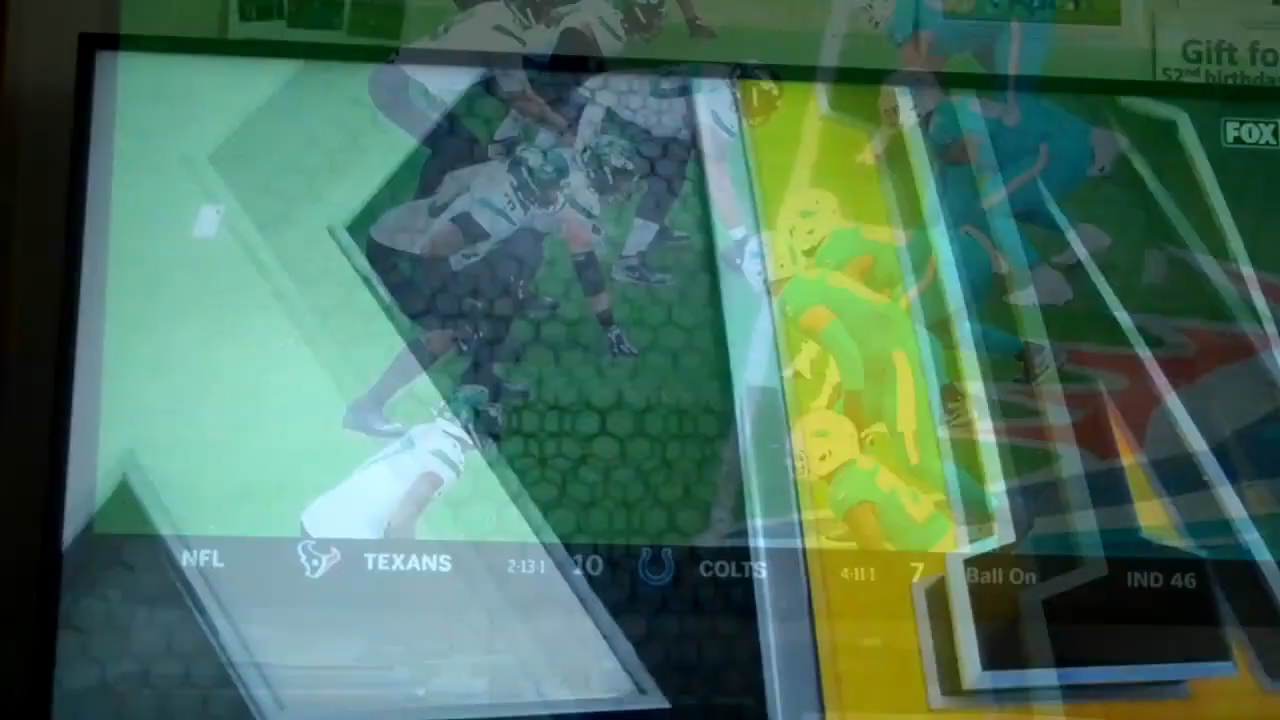 Gift fo
52nd birthda
FOX
NFL TEXANS 2-13-1 10 COLTS 4-11-1 7 Ball On IND 46